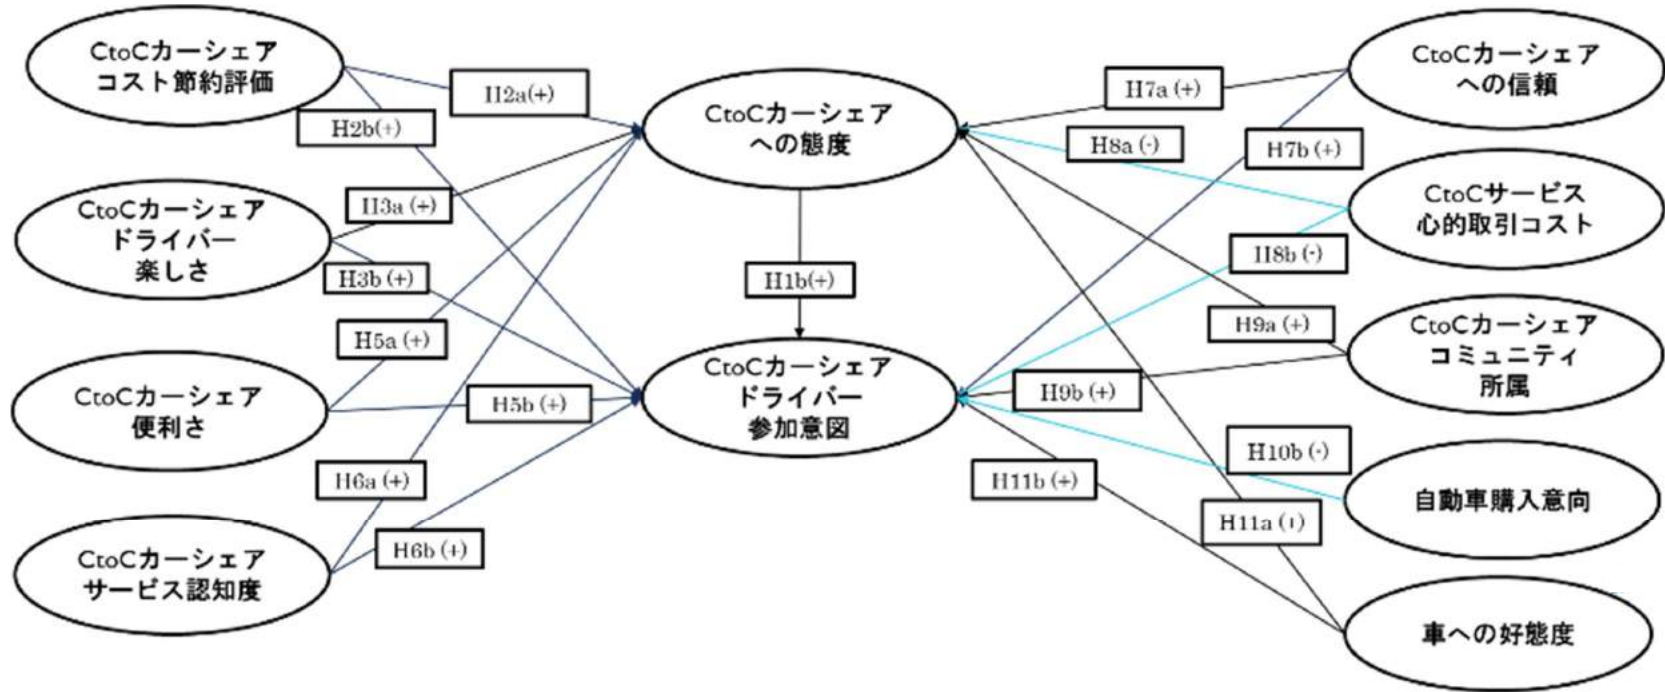 CtoCカーシェア
コスト節約評価
H2a(+)
H2b(+)
CtoCカーシェア
ドライバー
楽しさ
H3a (+)
H3b (+)
CtoCカーシェア
便利さ
H5a (+)
H5b (+)
CtoCカーシェア
サービス認知度
H6a (+)
H6b (+)
CtoCカーシェア
への態度
H1b(+)
CtoCカーシェア
ドライバー
参加意図
CtoCカーシェア
への信頼
H7a (+)
H7b (+)
CtoCサービス
心的取引コスト
H8a (-)
H8b (-)
CtoCカーシェア
コミュニティ
所属
H9a (+)
H9b (+)
自動車購入意向
H10b (-)
車への好態度
H11b (+)
H11a (+)